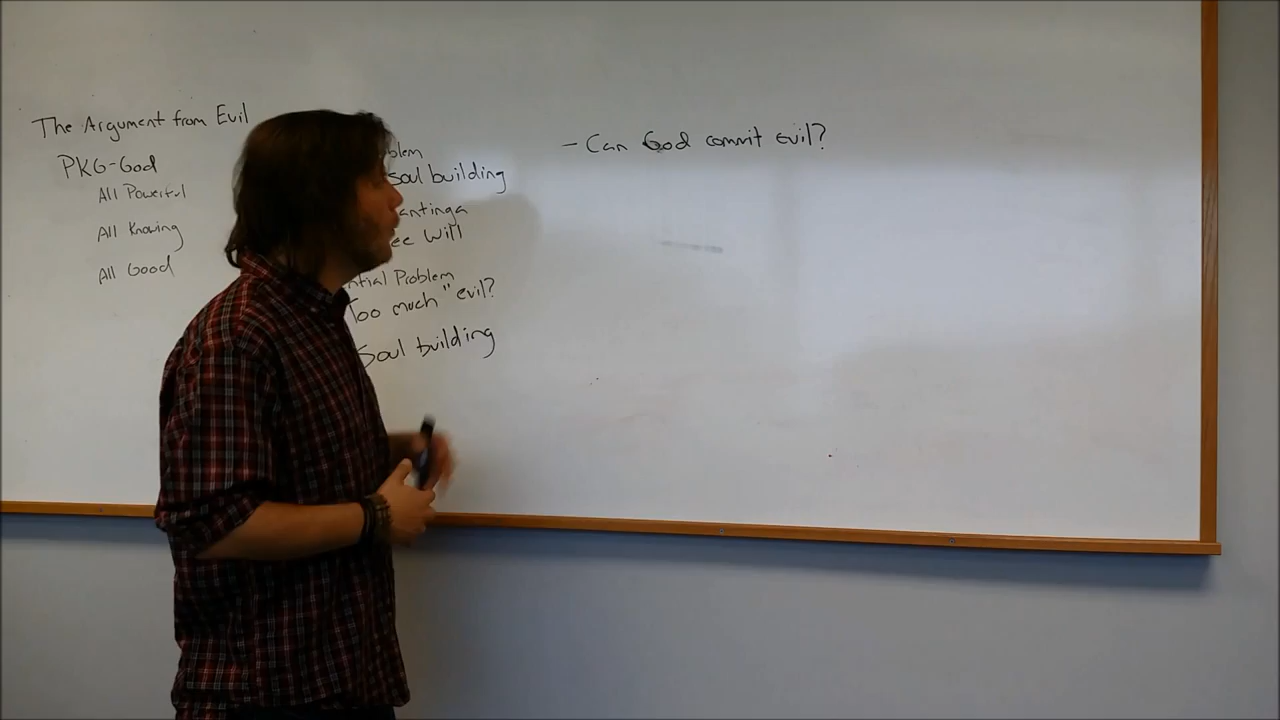 The Argument from Evil
PKG-God
All Powerful
All Knowing
All Good
soul building
Will
Problem
Too much" evil?
Soul building
- Can God commit evil?